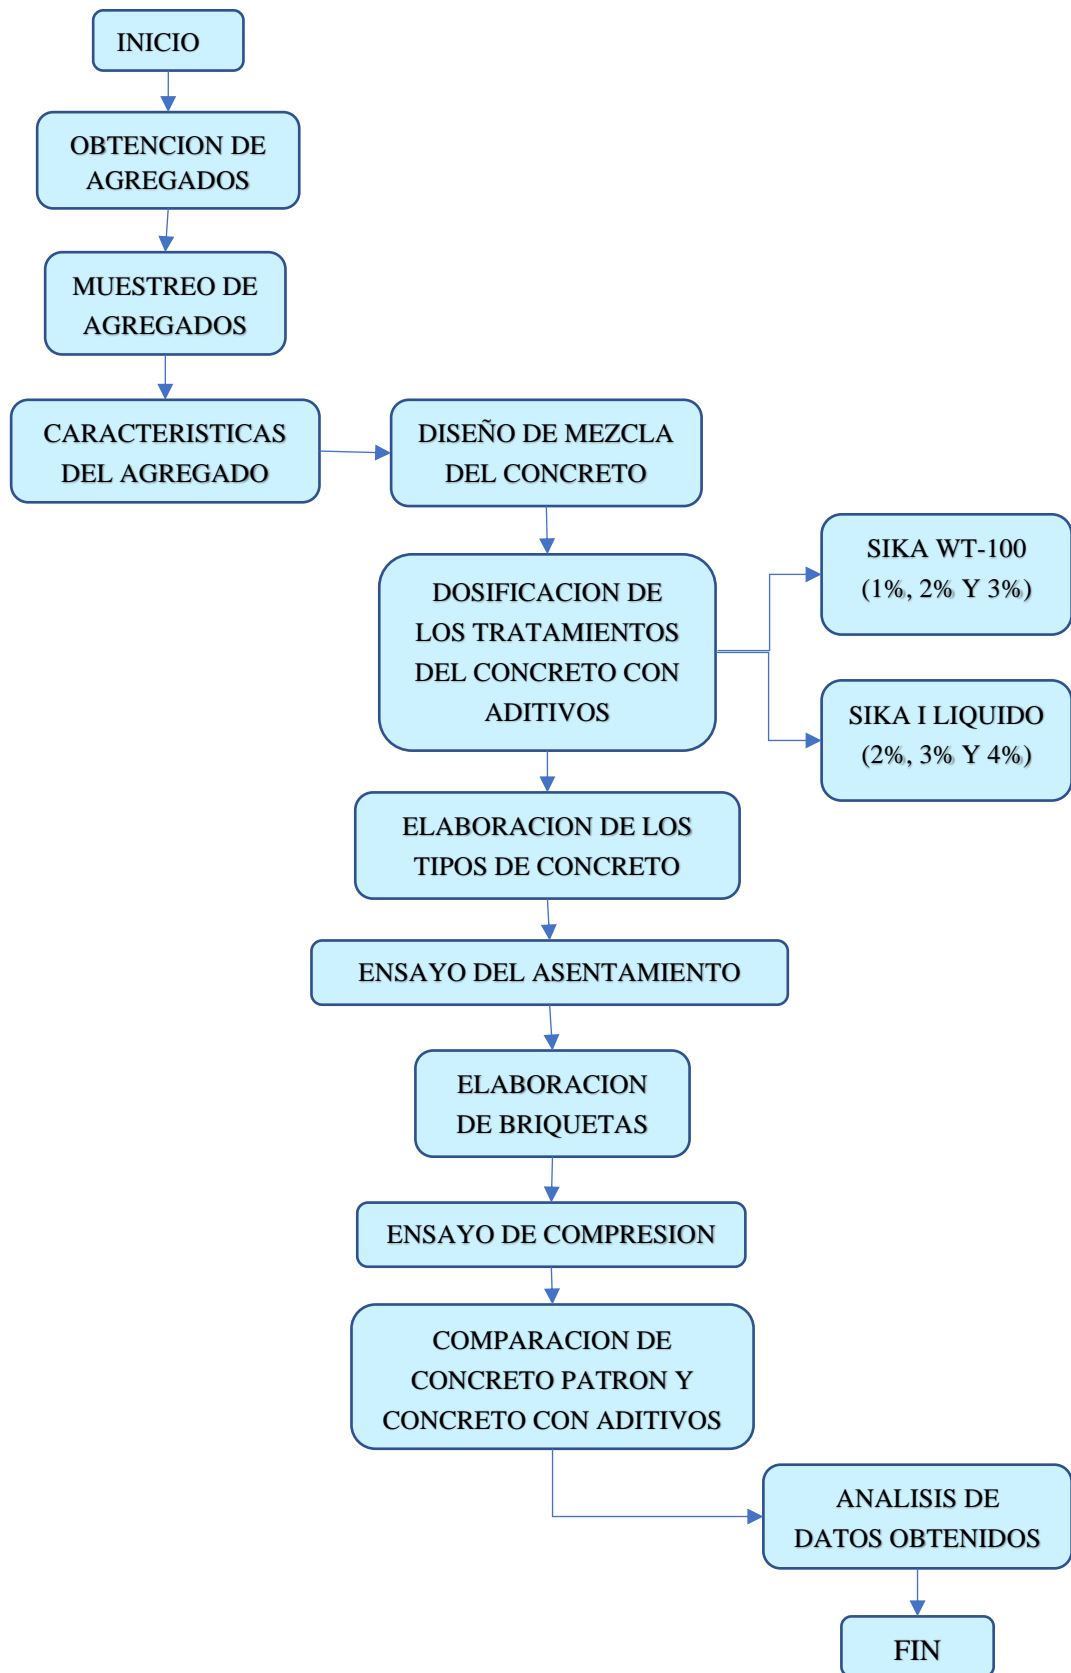 INICIO
OBTENCION DE
AGREGADOS
MUESTREO DE
AGREGADOS
CARACTERISTICAS
DEL AGREGADO
DISEÑO DE MEZCLA
DEL CONCRETO
DOSIFICACION DE
LOS TRATAMIENTOS
DEL CONCRETO CON
ADITIVOS
SIKA WT-100
(1%, 2% Y 3%)
SIKA I LIQUIDO
(2%, 3% Y 4%)
ELABORACION DE LOS
TIPOS DE CONCRETO
ENSAYO DEL ASENTAMIENTO
ELABORACION
DE BRIQUETAS
ENSAYO DE COMPRESION
COMPARACION DE
CONCRETO PATRON Y
CONCRETO CON ADITIVOS
ANALISIS DE
DATOS OBTENIDOS
FIN